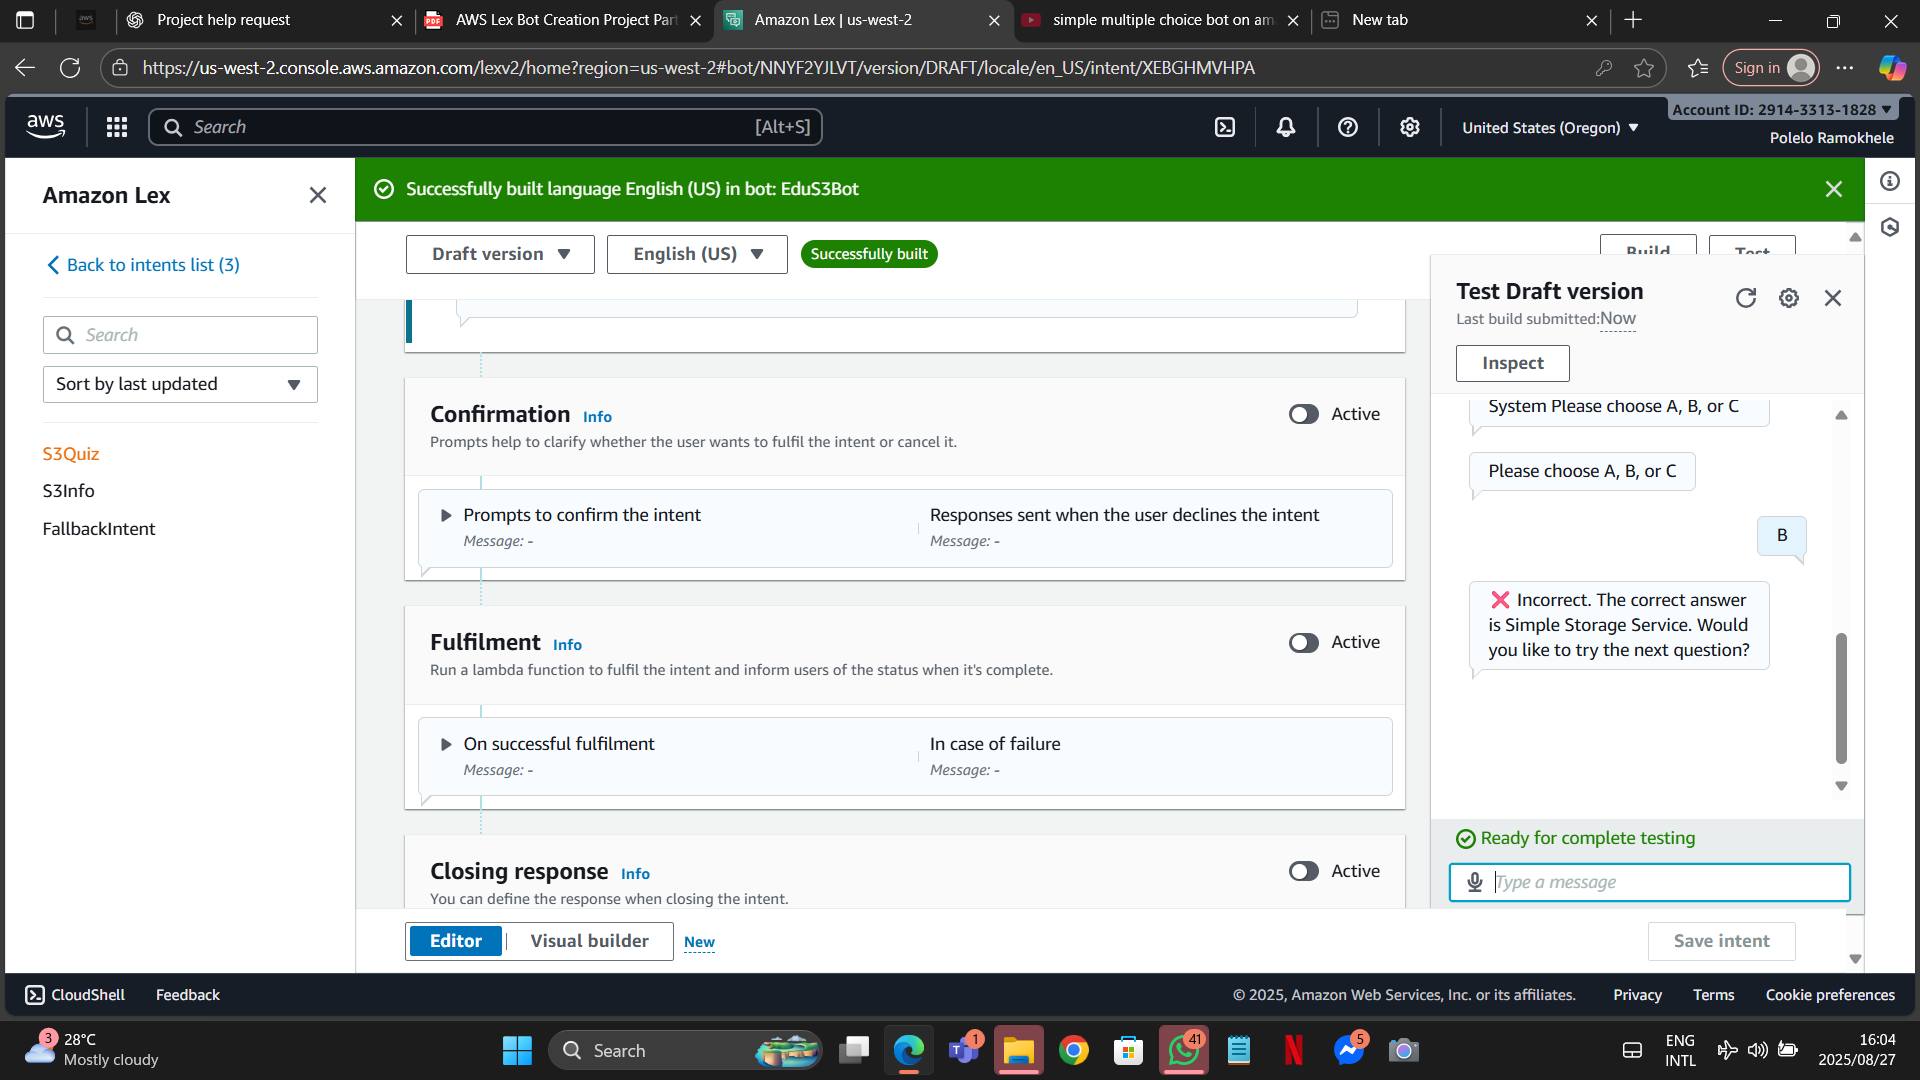 Project help request
AWS Lex Bot Creation Project Part
Amazon Lex | us-west-2
simple multiple choice bot on am
New tab
https://us-west-2.console.aws.amazon.com/lexv2/home?region=us-west-2#bot/NNYF2YJLVT/version/DRAFT/locale/en_US/intent/XEBGHMVHPA
Sign in
aws
Search
[Alt+S]
United States (Oregon)
Account ID: 2914-3313-1828
Polelo Ramokhele
Amazon Lex
Back to intents list (3)
Search
Sort by last updated
S3Quiz
S3Info
FallbackIntent
Successfully built language English (US) in bot: EduS3Bot
Draft version
English (US)
Successfully built
Build
Test
Confirmation Info
Active
Prompts help to clarify whether the user wants to fulfil the intent or cancel it.
Prompts to confirm the intent
Message: -
Responses sent when the user declines the intent
Message: -
Fulfilment Info
Active
Run a lambda function to fulfil the intent and inform users of the status when it's complete.
On successful fulfilment
Message: -
In case of failure
Message: -
Closing response Info
Active
You can define the response when closing the intent.
Editor
Visual builder
New
Save intent
Test Draft version
Last build submitted:Now
Inspect
System Please choose A, B, or C
Please choose A, B, or C
B
❌ Incorrect. The correct answer
is Simple Storage Service. Would
you like to try the next question?
Ready for complete testing
Type a message
CloudShell
Feedback
© 2025, Amazon Web Services, Inc. or its affiliates.
Privacy
Terms
Cookie preferences
3
28°C
Mostly cloudy
Search
1
41
5
ENG
INTL
16:04
2025/08/27